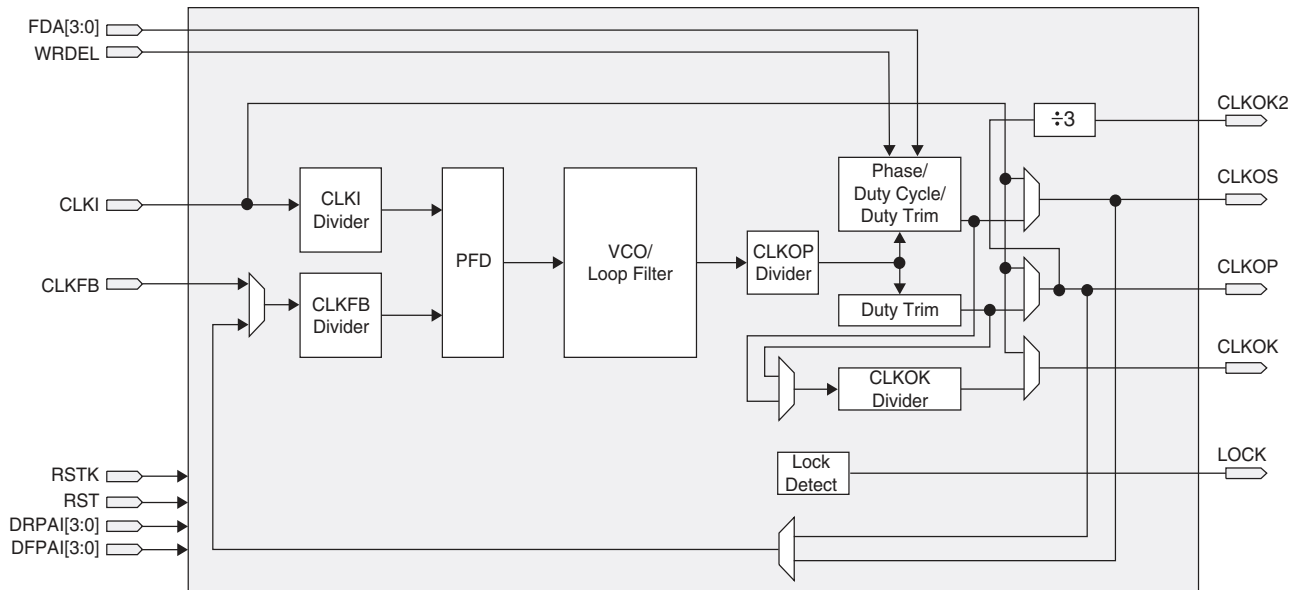 FDA[3:0]
WRDEL
CLKOK2
÷3
CLKI
CLKI
Divider
PFD
VCO/
Loop Filter
CLKOP
Divider
Phase/
Duty Cycle/
Duty Trim
CLKOS
CLKFB
CLKFB
Divider
Duty Trim
CLKOP
CLKOK
Divider
CLKOK
RSTK
RST
DRPAI[3:0]
DFPAI[3:0]
Lock
Detect
LOCK